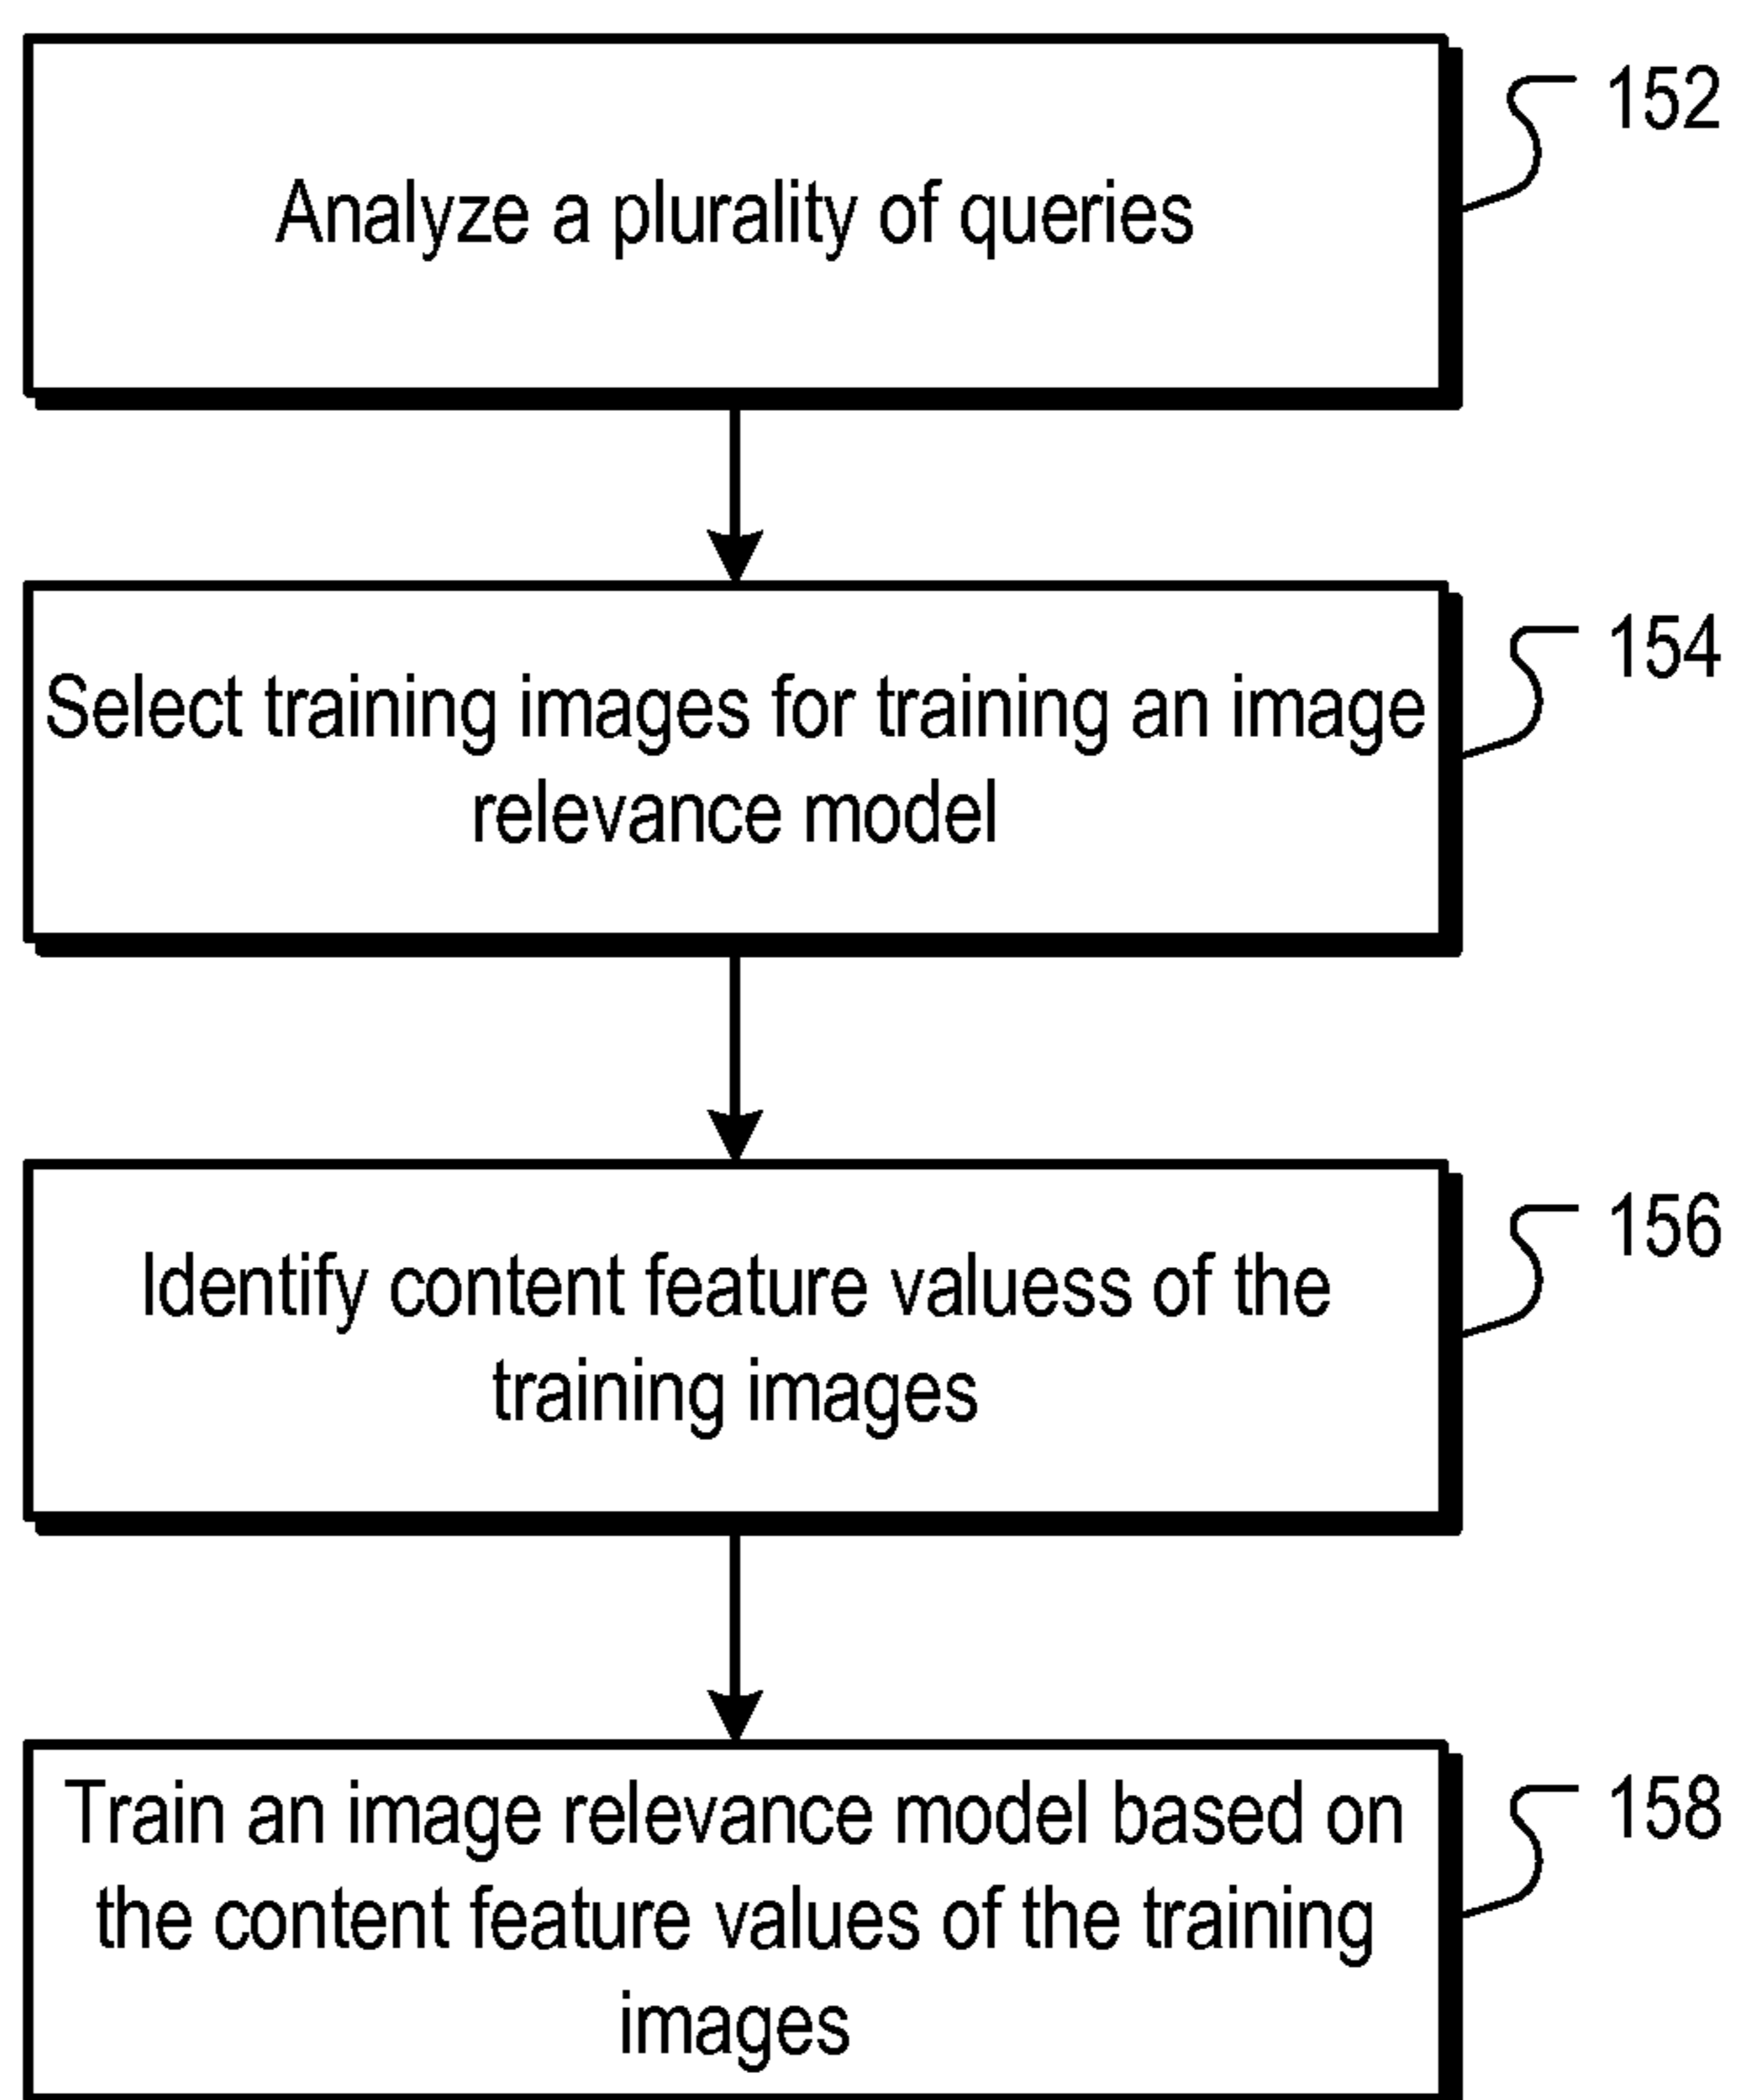 152
Analyze a plurality of queries
154
Select training images for training an image
relevance model
156
Identify content feature valuess of the
training images
158
Train an image relevance model based on
the content feature values of the training
images